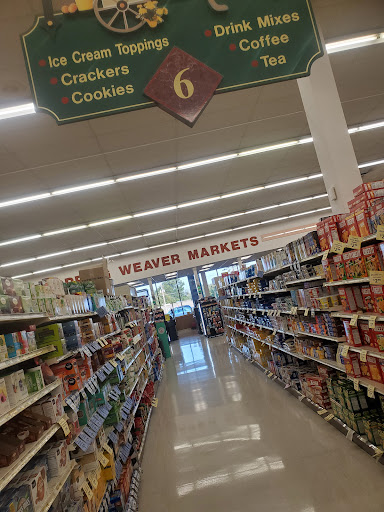 Ice Cream Toppings
Crackers
Cookies
6
Drink Mixes
Coffee
Tea
WEAVER MARKETS